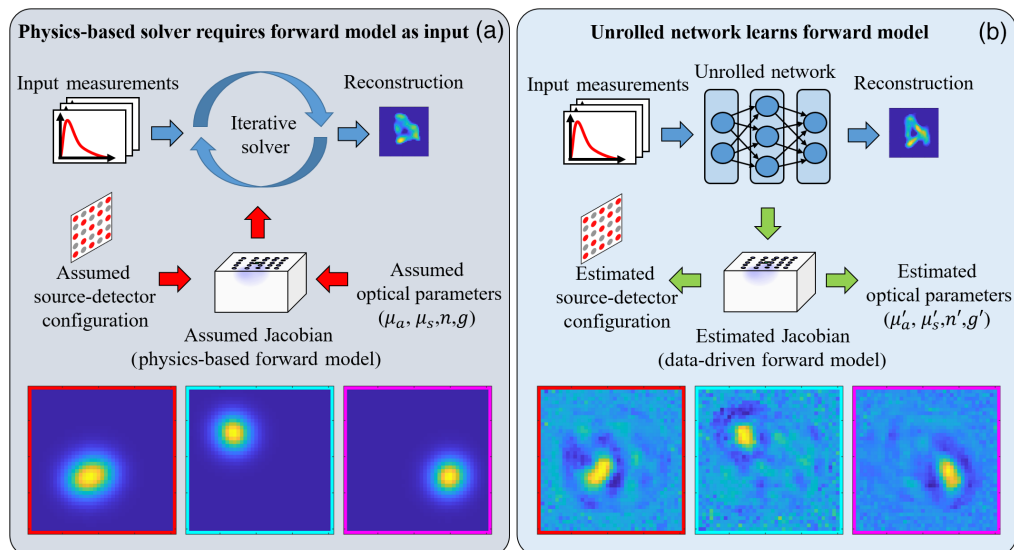 Physics-based solver requires forward model as input (a)
Input measurements
Reconstruction
Iterative
solver
Assumed
source-detector
configuration
Assumed
optical parameters
(μₐ, μₛ,n,g)
Assumed Jacobian
(physics-based forward model)
Unrolled network learns forward model (b)
Input measurements
Unrolled network
Reconstruction
Estimated
source-detector
configuration
Estimated
optical parameters
(μ′ₐ, μ′ₛ,n′,g′)
Estimated Jacobian
(data-driven forward model)